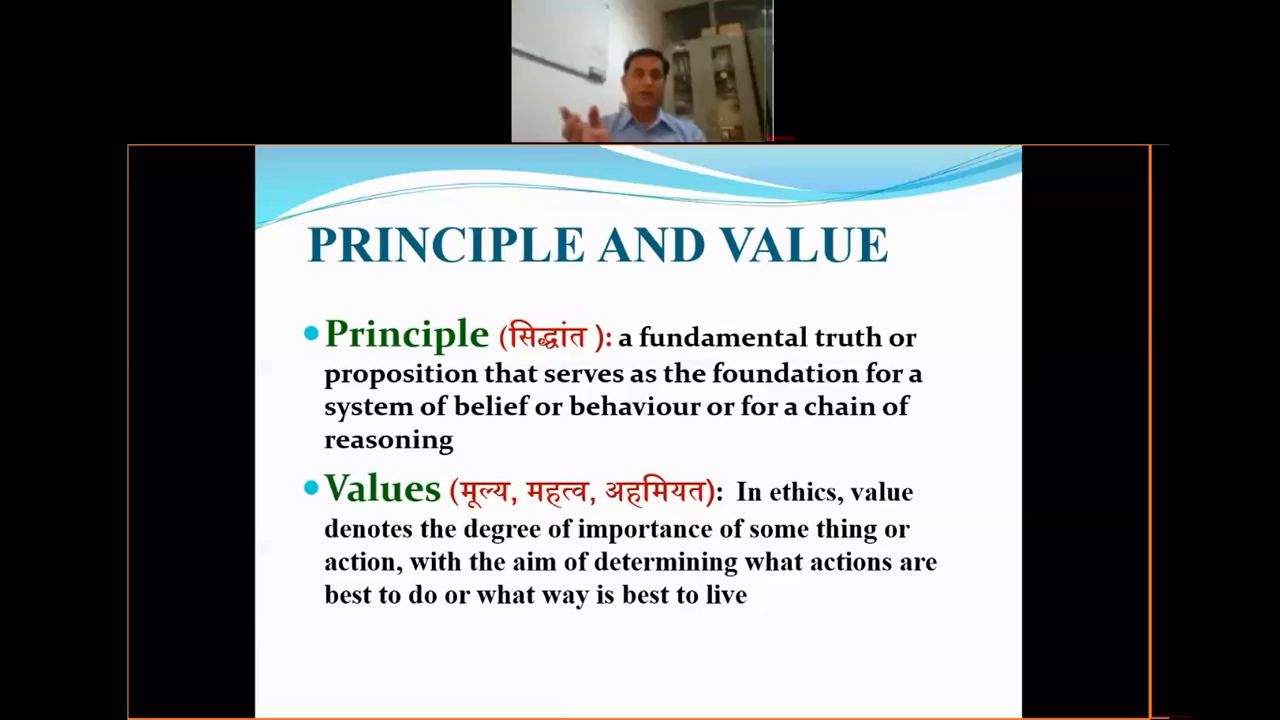 PRINCIPLE AND VALUE
Principle (सिद्धांत ): a fundamental truth or
proposition that serves as the foundation for a
system of belief or behaviour or for a chain of
reasoning
Values (मूल्य, महत्व, अहमियत): In ethics, value
denotes the degree of importance of some thing or
action, with the aim of determining what actions are
best to do or what way is best to live